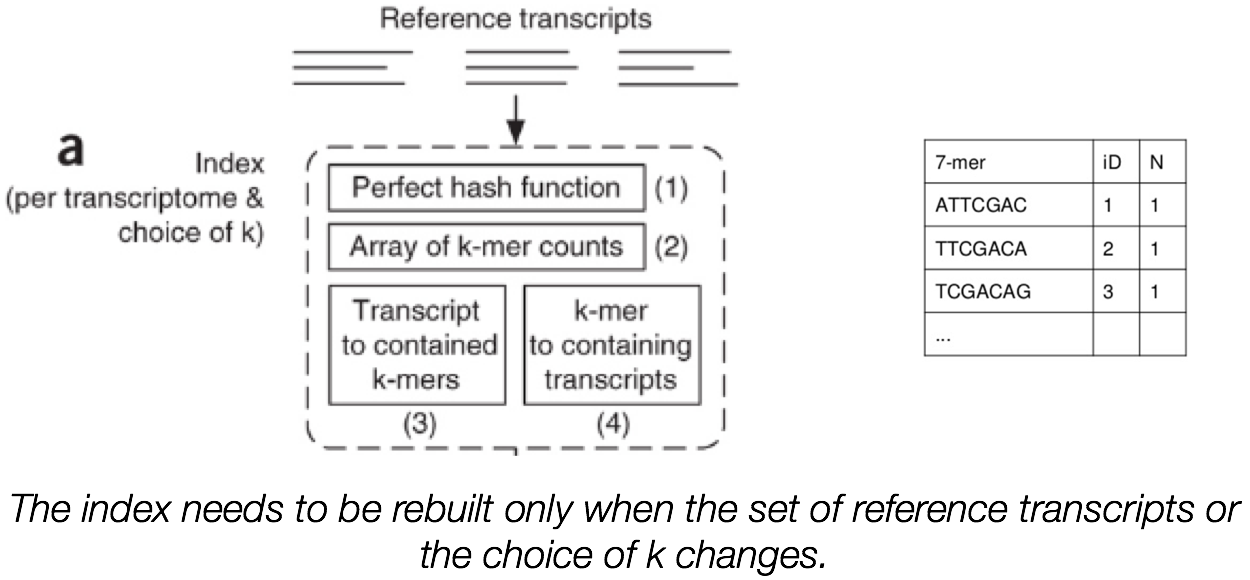 Reference transcripts
a
Index
(per transcriptome &
choice of k)
Perfect hash function (1)
Array of k-mer counts (2)
Transcript
to contained
k-mers
(3)
k-mer
to containing
transcripts
(4)
7-mer iD N
ATTCGAC 1 1
TTCGACA 2 1
TCGACAG 3 1
...
The index needs to be rebuilt only when the set of reference transcripts or
the choice of k changes.